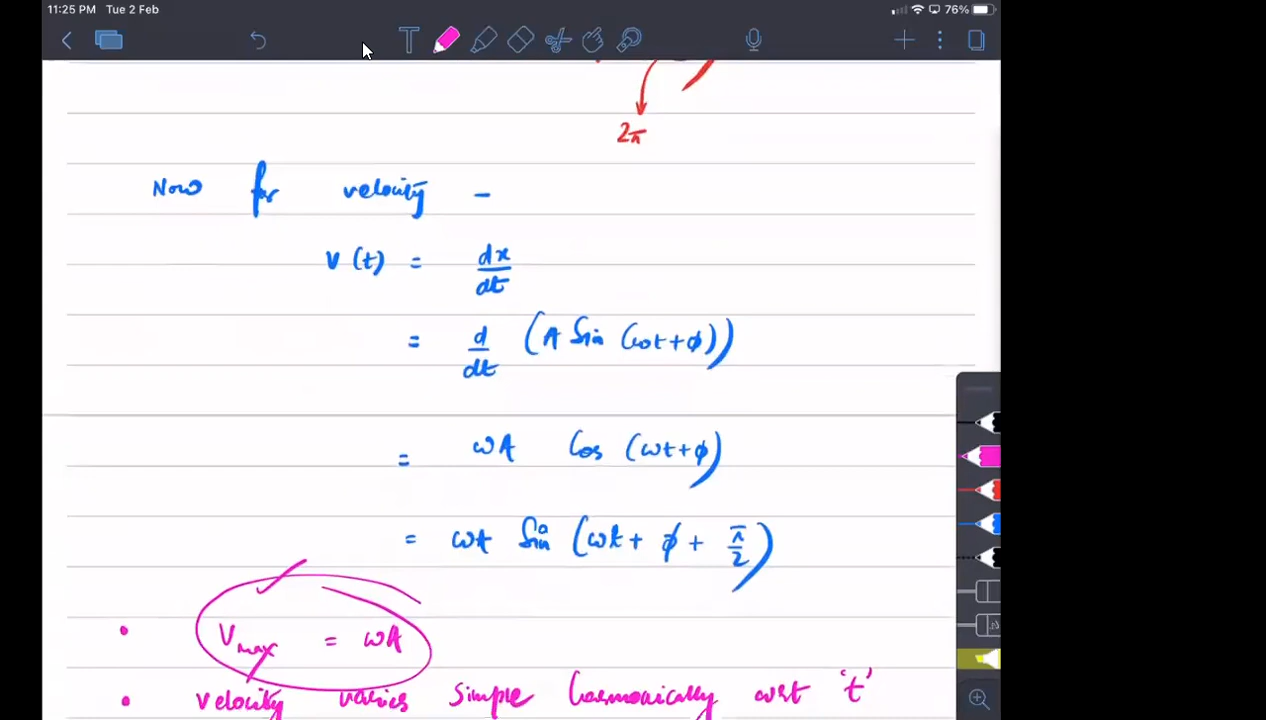 11:25 PM Tue 2 Feb 76%
2π
Now for velocity -
v (t) = dx/dt
= d/dt (A Sin (ωt+ϕ))
= ωA Cos (ωt+ϕ)
= ωA Sin (ωt + ϕ + π/2)
• Vmax = ωA
• velocity varies simple harmonically wrt 't'